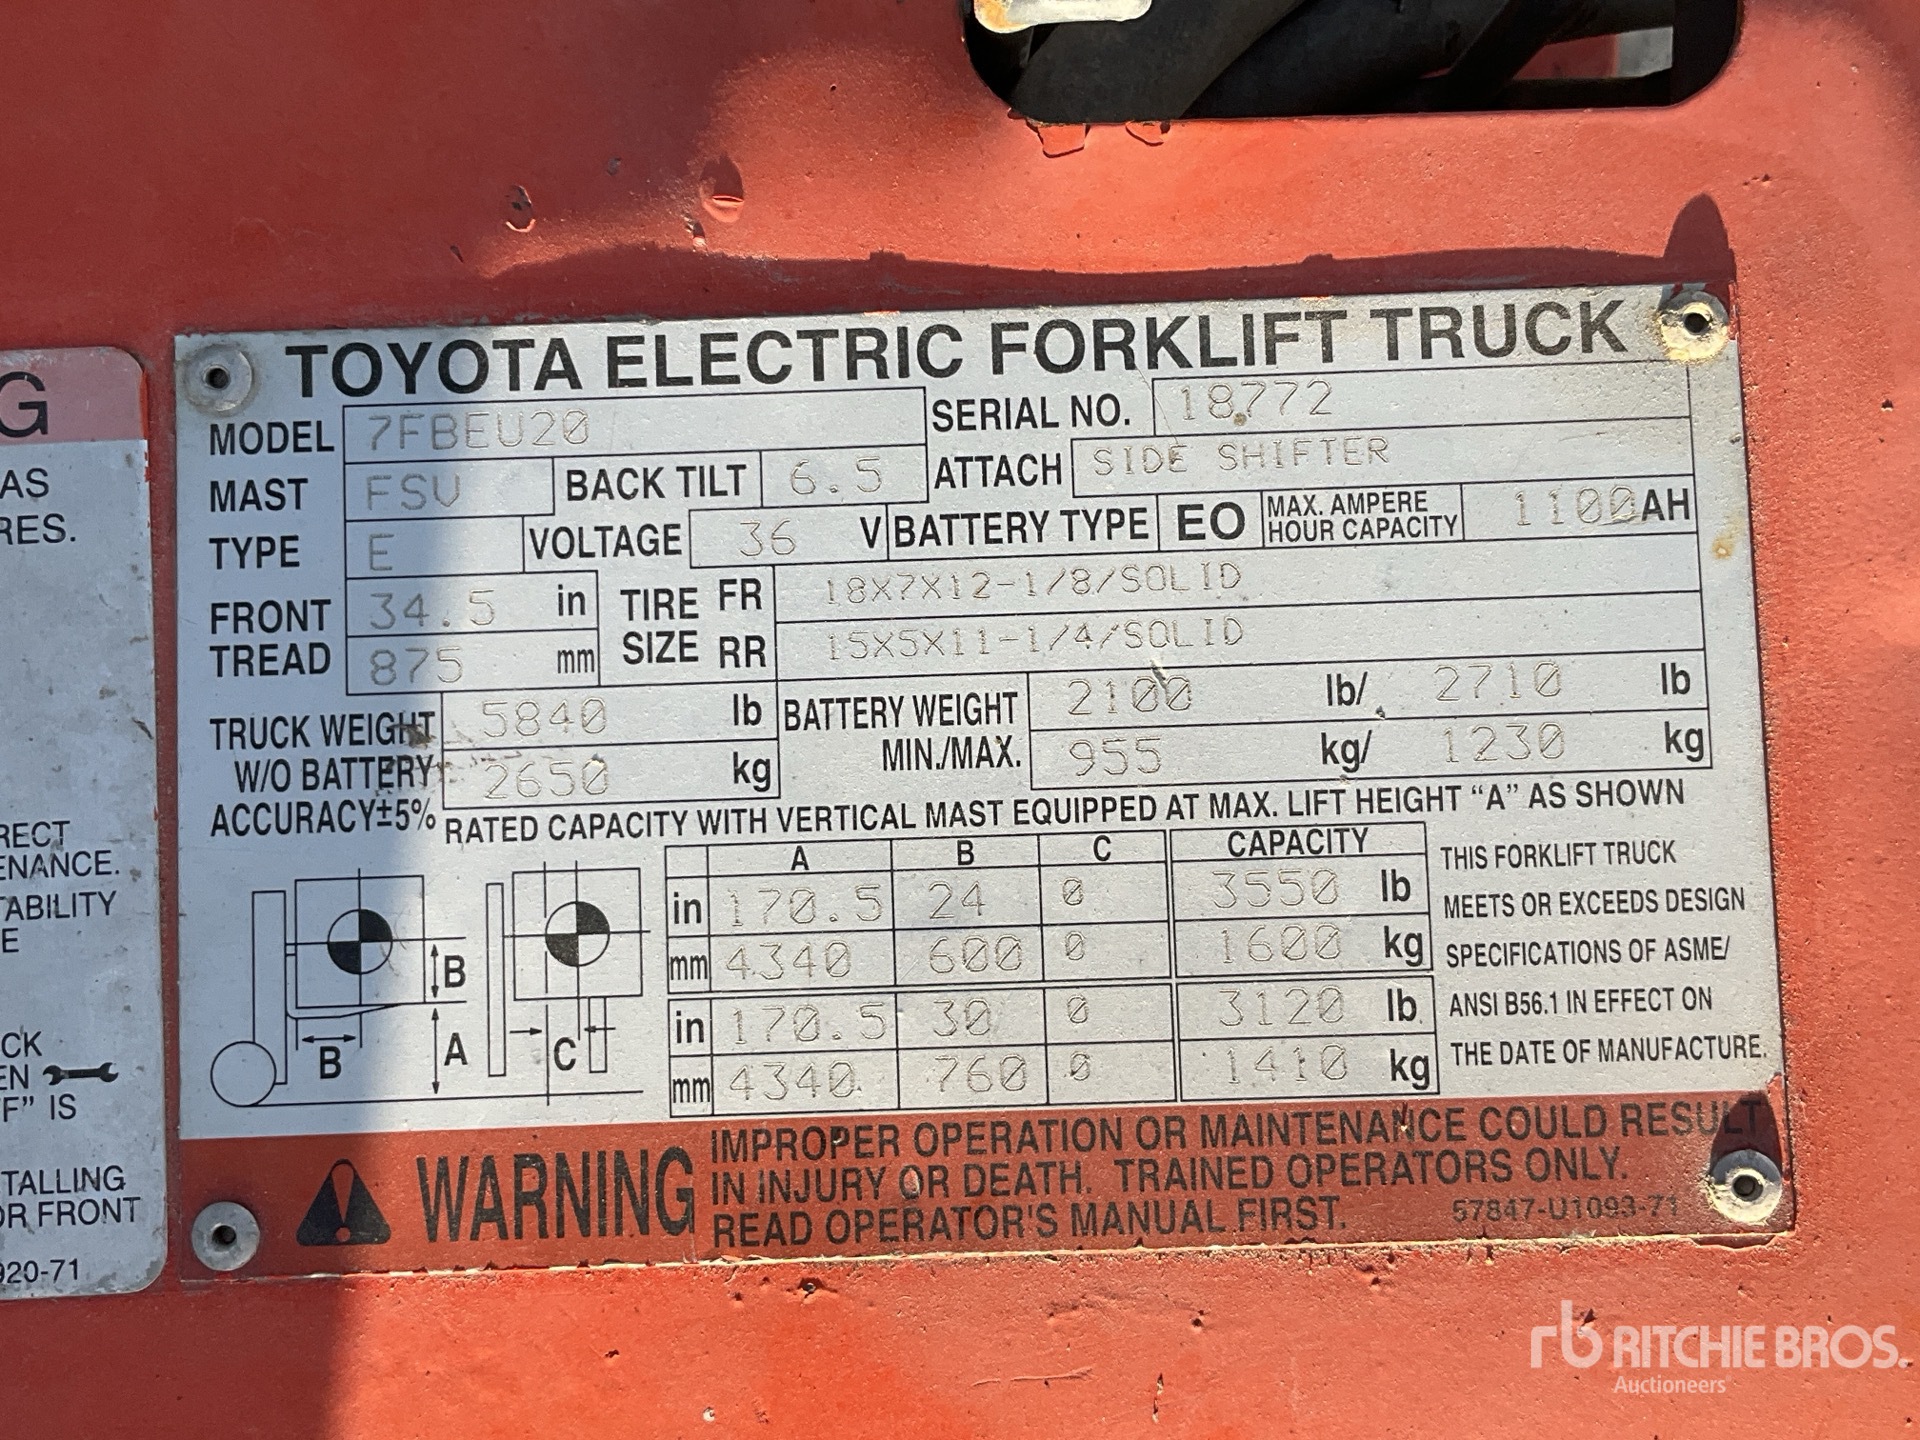 TOYOTA ELECTRIC FORKLIFT TRUCK
MODEL 7FBEU20 SERIAL NO. 18772
MAST FSV BACK TILT 6.5 ATTACH SIDE SHIFTER
TYPE E VOLTAGE 36 V BATTERY TYPE EO MAX. AMPERE HOUR CAPACITY 1100AH
FRONT TREAD 34.5 in TIRE SIZE FR 18X7X12-1/8/SOLID
875 mm RR 15X5X11-1/4/SOLID
TRUCK WEIGHT W/O BATTERY ACCURACY±5% 5840 lb BATTERY WEIGHT MIN./MAX. 2100 lb/ 2710 lb
2650 kg 955 kg/ 1230 kg
RATED CAPACITY WITH VERTICAL MAST EQUIPPED AT MAX. LIFT HEIGHT “A” AS SHOWN
A B C CAPACITY
in 170.5 24 0 3550 lb
mm 4340 600 0 1600 kg
in 170.5 30 0 3120 lb
mm 4340 760 0 1410 kg
B A B C
THIS FORKLIFT TRUCK
MEETS OR EXCEEDS DESIGN
SPECIFICATIONS OF ASME/
ANSI B56.1 IN EFFECT ON
THE DATE OF MANUFACTURE.
WARNING
IMPROPER OPERATION OR MAINTENANCE COULD RESULT
IN INJURY OR DEATH. TRAINED OPERATORS ONLY.
READ OPERATOR'S MANUAL FIRST. 57847-U1093-71
G
AS
RES.
RECT
ENANCE.
TABILITY
E
CK
EN
F” IS
TALLING
OR FRONT
920-71
rb RITCHIE BROS.
Auctioneers